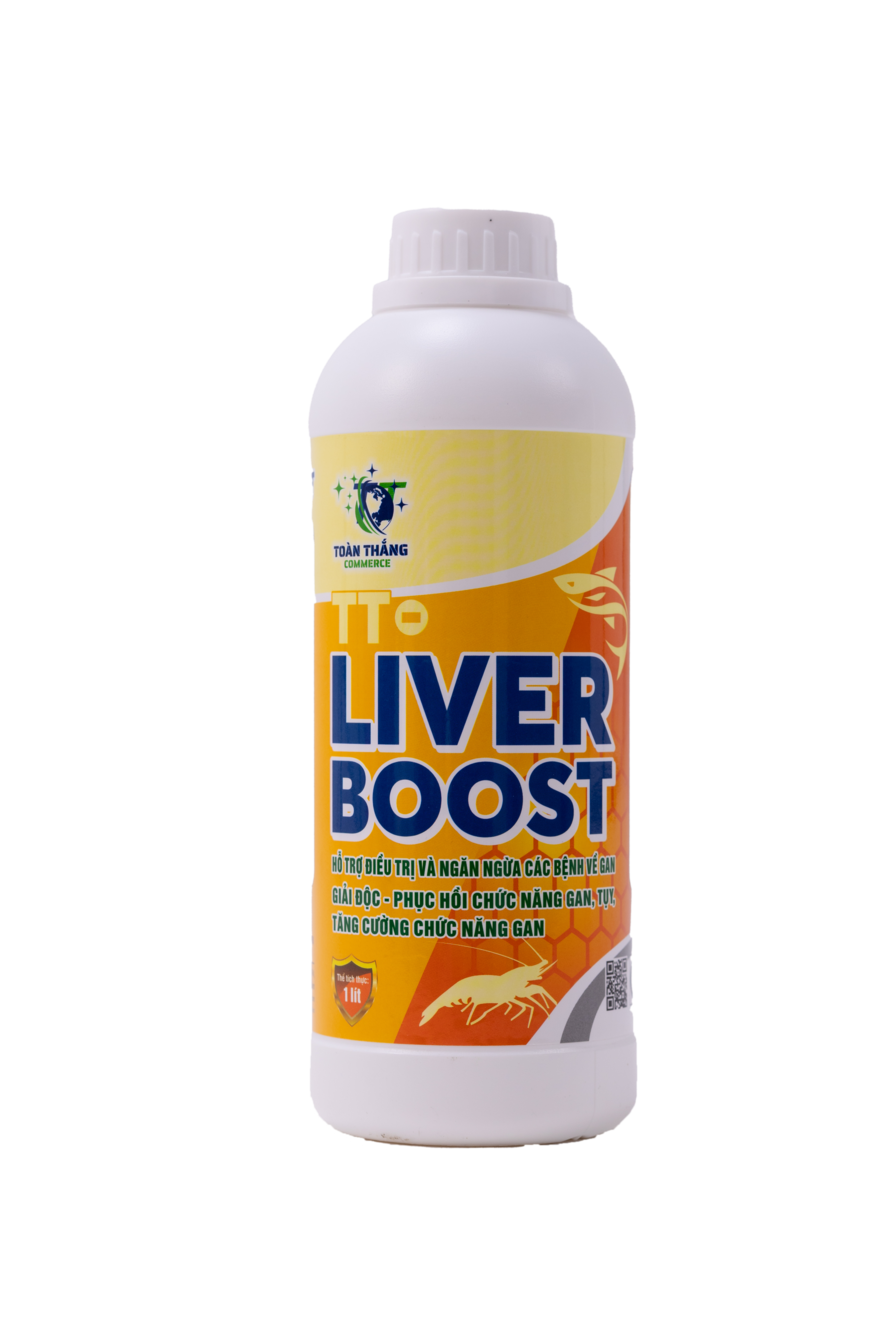 TOÀN THẮNG
COMMERCE
TT
LIVER
BOOST
HỖ TRỢ ĐIỀU TRỊ VÀ NGĂN NGỪA CÁC BỆNH VỀ GAN
GIẢI ĐỘC - PHỤC HỒI CHỨC NĂNG GAN, TỤY,
TĂNG CƯỜNG CHỨC NĂNG GAN
Thể tích thực:
1 lít